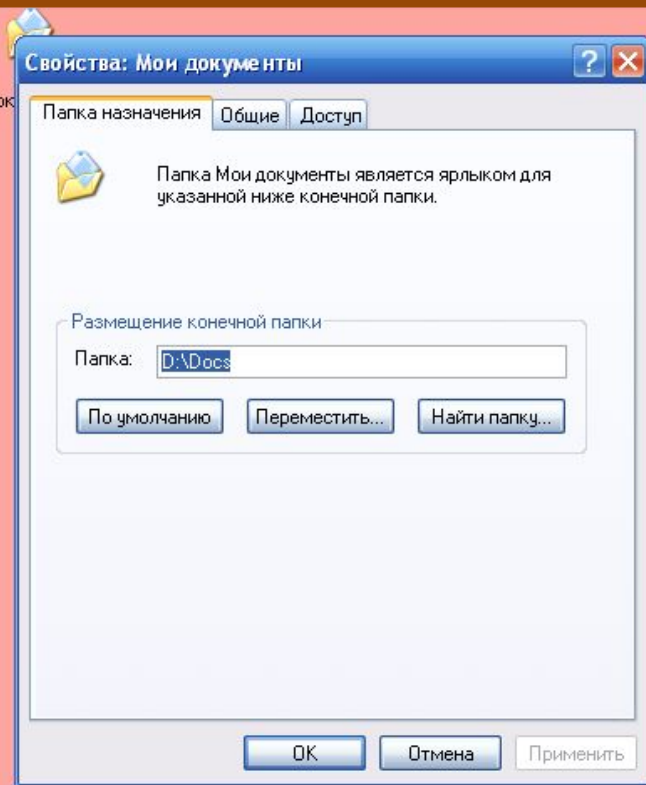 Свойства: Мои документы
Папка назначения Общие Доступ
Папка Мои документы является ярлыком для
указанной ниже конечной папки.
Размещение конечной папки
Папка: D:\Docs
По умолчанию Переместить... Найти папку...
ОК Отмена Применить